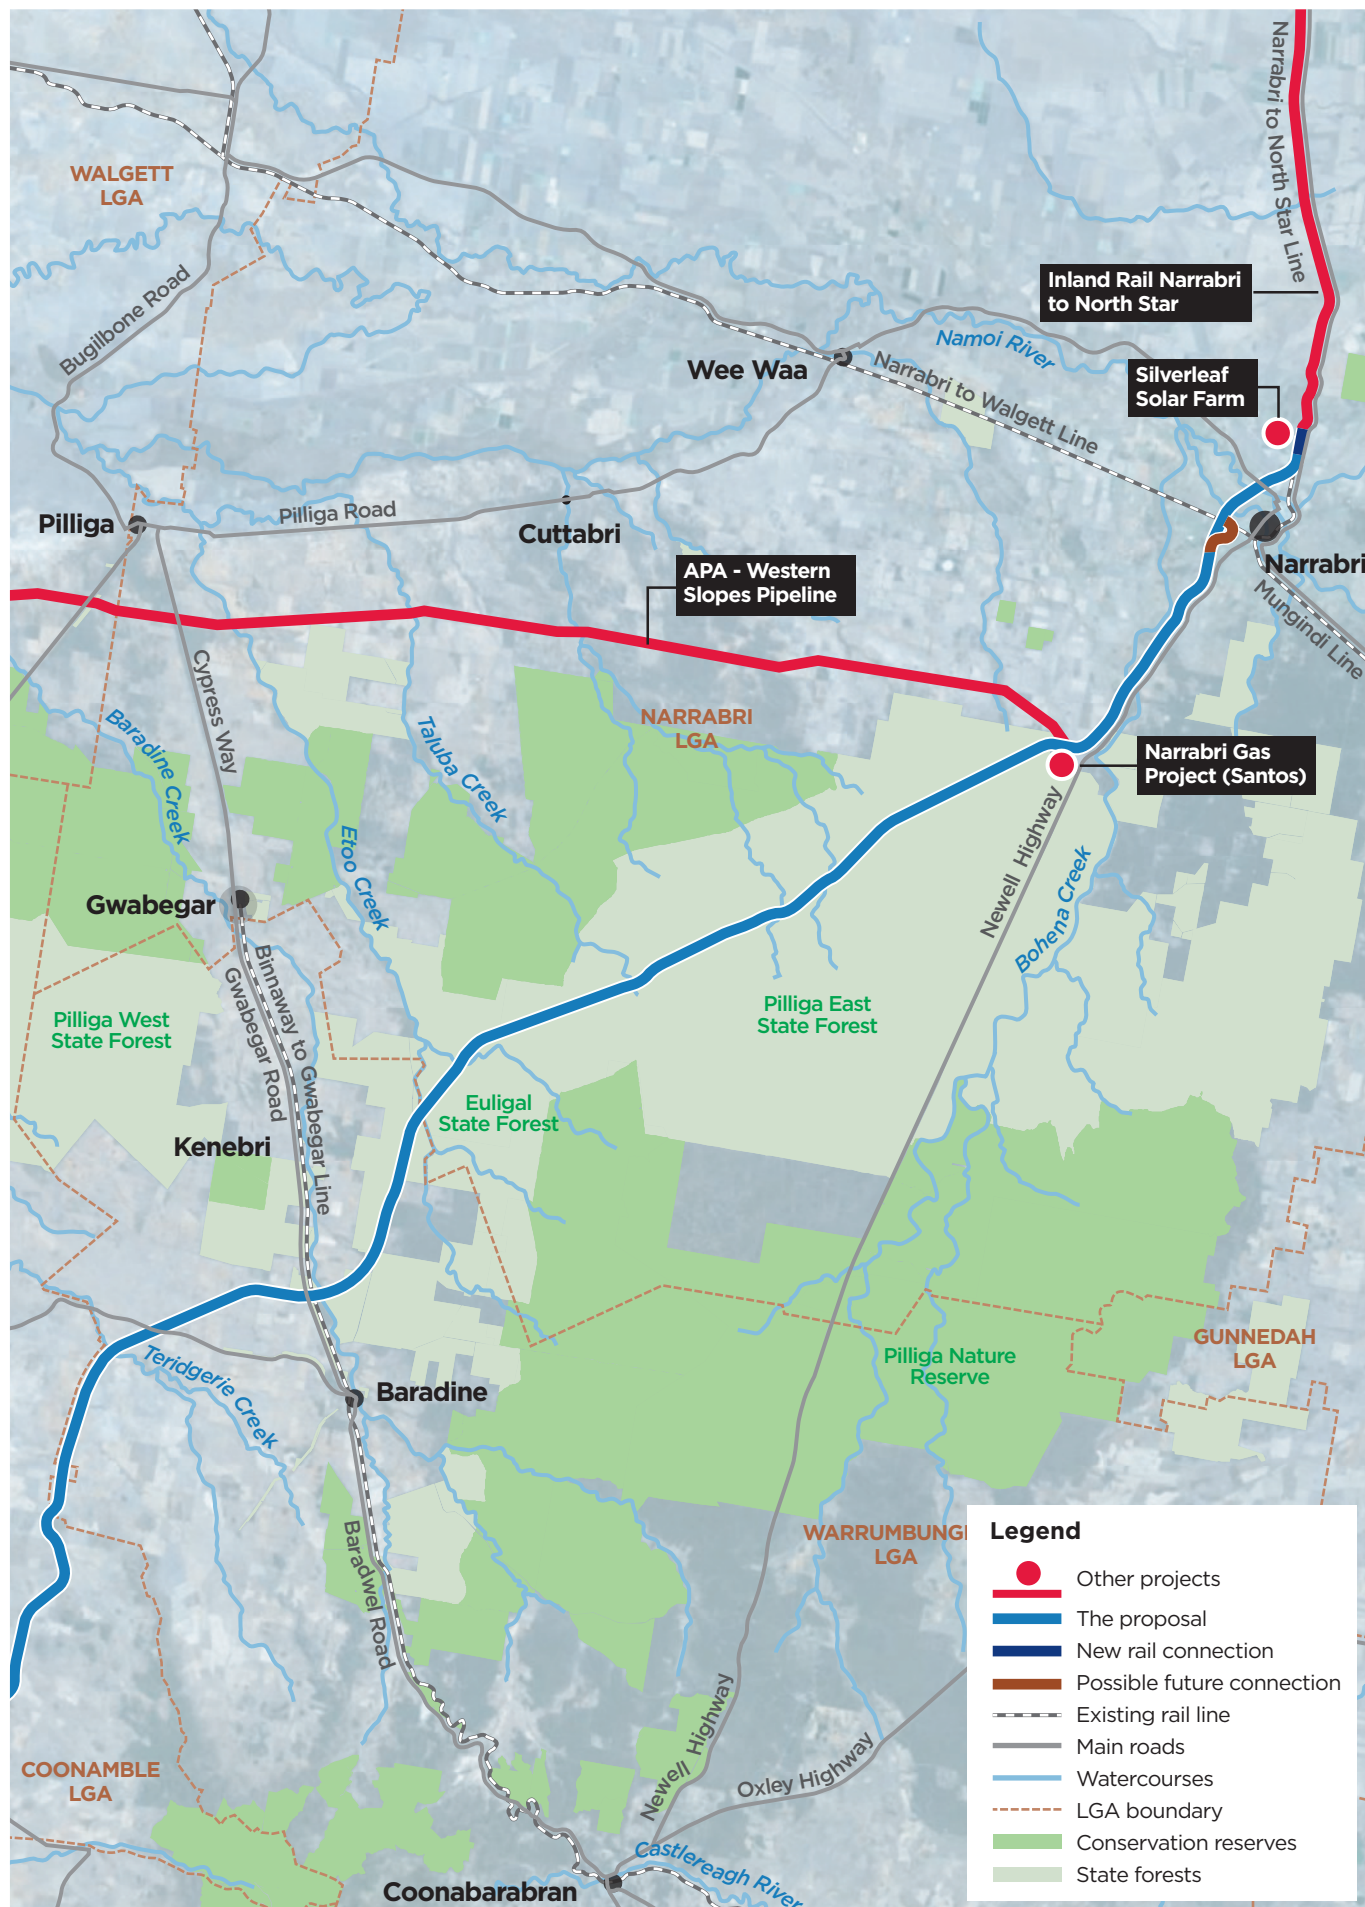 Narrabri to North Star Line
WALGETT
LGA
Bugilbone Road
Inland Rail Narrabri
to North Star
Namoi River
Wee Waa
Narrabri to Walgett Line
Silverleaf
Solar Farm
Pilliga
Pilliga Road
Cuttabri
Narrabri
Mungindi Line
APA - Western
Slopes Pipeline
Cypress Way
Baradine Creek
Taluba Creek
NARRABRI
LGA
Narrabri Gas
Project (Santos)
Etoo Creek
Newell Highway
Bohena Creek
Gwabegar
Binnaway to Gwabegar Line
Gwabegar Road
Pilliga West
State Forest
Pilliga East
State Forest
Euligal
State Forest
Kenebri
Teridgerie Creek
Baradine
Pilliga Nature
Reserve
GUNNEDAH
LGA
Baradwel Road
WARRUMBUNG
LGA
Newell Highway
Oxley Highway
COONAMBLE
LGA
Castlereagh River
Coonabarabran
Legend
Other projects
The proposal
New rail connection
Possible future connection
Existing rail line
Main roads
Watercourses
LGA boundary
Conservation reserves
State forests